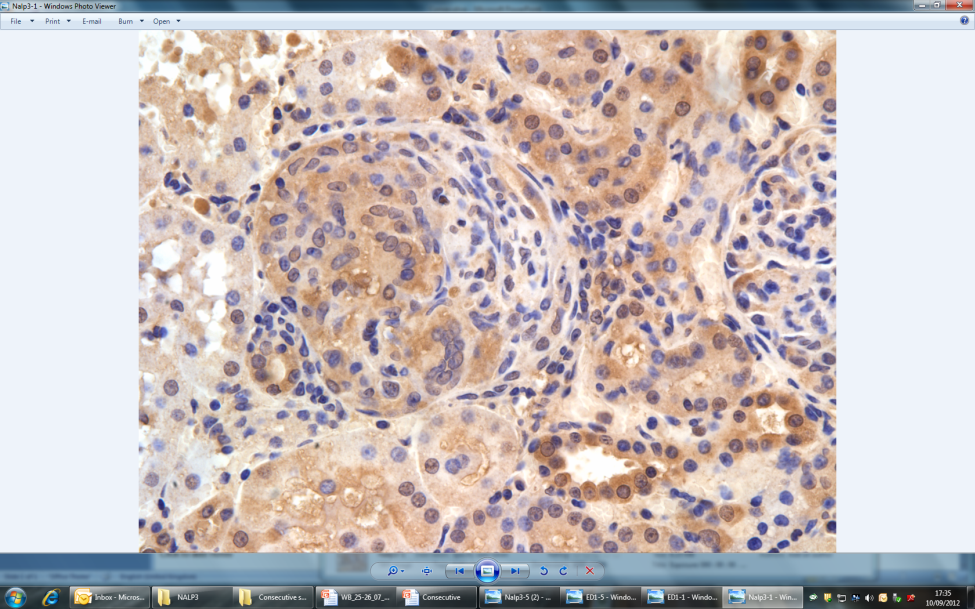 Nalp3-1 - Windows Photo Viewer
File Print E-mail Burn Open
Inbox - Micros...
NALP3
Consecutive s...
WB_25-26_07_...
Consecutive
Nalp3-5 (2) - ...
ED1-5 - Windo...
ED1-1 - Windo...
Nalp3-1 - Win...
17:35
10/09/2012